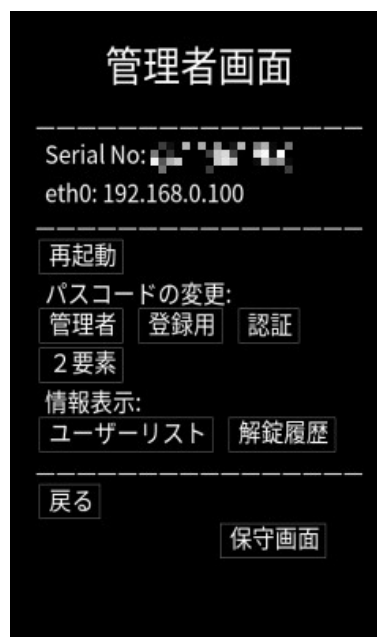 管理者画面
Serial No:
eth0: 192.168.0.100
再起動
パスコードの変更:
管理者 登録用 認証
２要素
情報表示:
ユーザーリスト 解錠履歴
戻る
保守画面